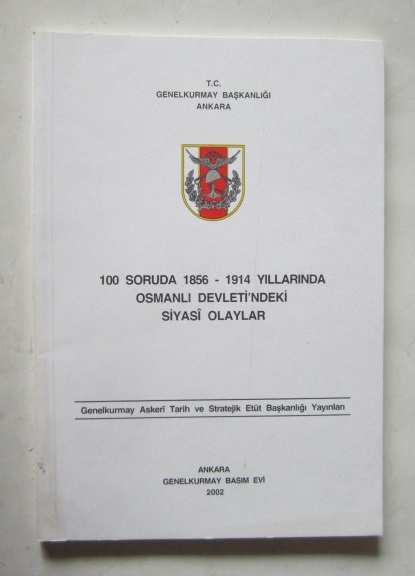 T.C.
GENELKURMAY BAŞKANLIĞI
ANKARA
100 SORUDA 1856 - 1914 YILLARINDA
OSMANLI DEVLETİ'NDEKİ
SİYASÎ OLAYLAR
Genelkurmay Askerî Tarih ve Stratejik Etüt Başkanlığı Yayınları
ANKARA
GENELKURMAY BASIM EVİ
2002